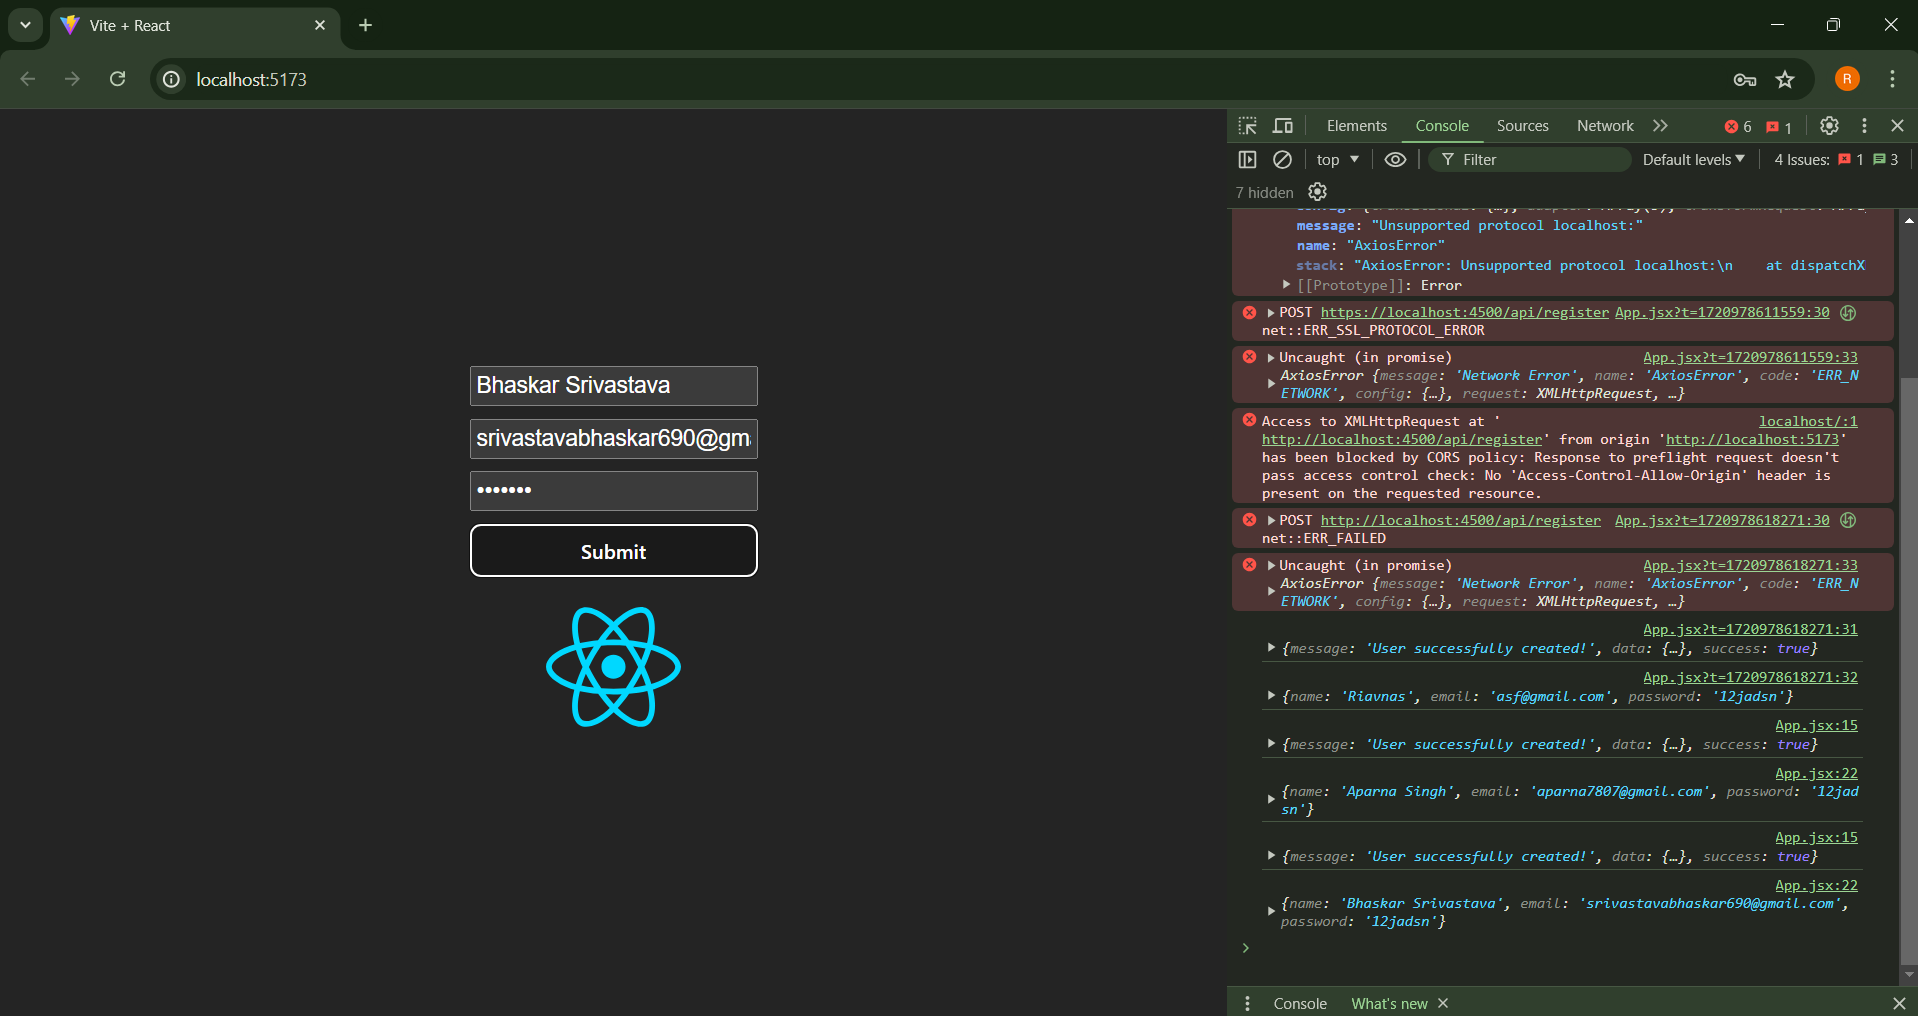 Vite + React
localhost:5173
R
Elements Console Sources Network 6 1
top Filter Default levels 4 Issues: 1 3
7 hidden
message: "Unsupported protocol localhost:"
name: "AxiosError"
stack: "AxiosError: Unsupported protocol localhost:\n    at dispatchX
[[Prototype]]: Error
POST https://localhost:4500/api/register App.jsx?t=1720978611559:30
net::ERR_SSL_PROTOCOL_ERROR
Uncaught (in promise) App.jsx?t=1720978611559:33
AxiosError {message: 'Network Error', name: 'AxiosError', code: 'ERR_N
ETWORK', config: {…}, request: XMLHttpRequest, …}
Access to XMLHttpRequest at ' localhost/:1
http://localhost:4500/api/register' from origin 'http://localhost:5173'
has been blocked by CORS policy: Response to preflight request doesn't
pass access control check: No 'Access-Control-Allow-Origin' header is
present on the requested resource.
POST http://localhost:4500/api/register App.jsx?t=1720978618271:30
net::ERR_FAILED
Uncaught (in promise) App.jsx?t=1720978618271:33
AxiosError {message: 'Network Error', name: 'AxiosError', code: 'ERR_N
ETWORK', config: {…}, request: XMLHttpRequest, …}
App.jsx?t=1720978618271:31
{message: 'User successfully created!', data: {…}, success: true}
App.jsx?t=1720978618271:32
{name: 'Riavnas', email: 'asf@gmail.com', password: '12jadsn'}
App.jsx:15
{message: 'User successfully created!', data: {…}, success: true}
App.jsx:22
{name: 'Aparna Singh', email: 'aparna7807@gmail.com', password: '12jad
sn'}
App.jsx:15
{message: 'User successfully created!', data: {…}, success: true}
App.jsx:22
{name: 'Bhaskar Srivastava', email: 'srivastavabhaskar690@gmail.com',
password: '12jadsn'}
Console What's new
Bhaskar Srivastava
srivastavabhaskar690@gma
•••••••
Submit